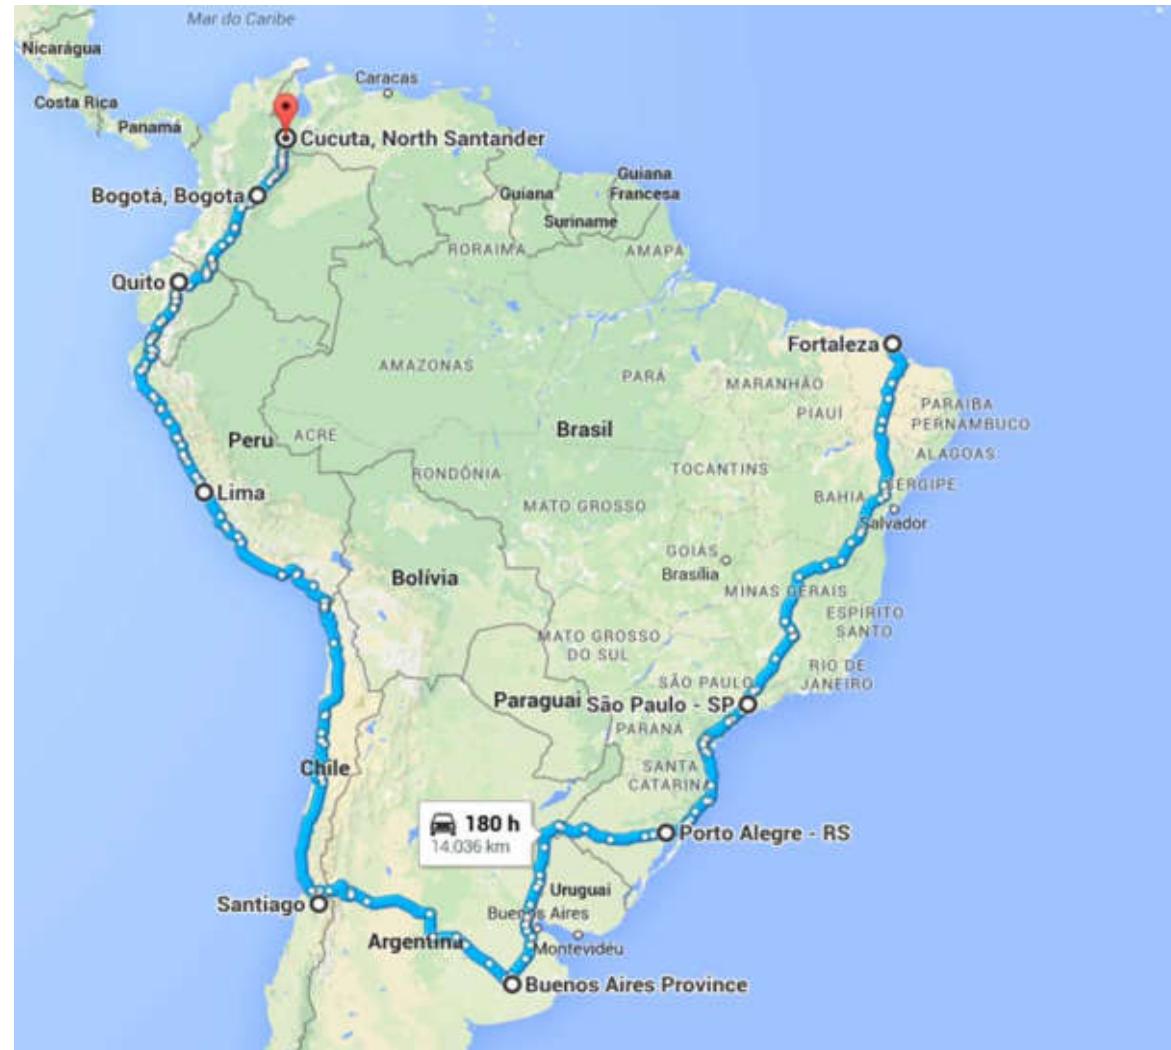 Mar do Caribe
Nicarágua
Caracas
Costa Rica
Panamá
Cucuta, North Santander
Guiana
Francesa
Bogotá, Bogota
Guiana
Suriname
RORAIMA
AMAPÁ
Quito
Fortaleza
AMAZONAS
PARÁ
MARANHÃO
PIAUÍ
PARAÍBA
PERNAMBUCO
Peru
ACRE
Brasil
ALAGOAS
RONDÔNIA
TOCANTINS
SERGIPE
Lima
MATO GROSSO
BAHIA
Salvador
GOIÁS
Brasília
Bolívia
MINAS GERAIS
ESPÍRITO
SANTO
MATO GROSSO
DO SUL
RIO DE
JANEIRO
SÃO PAULO
Paraguai
São Paulo - SP
PARANÁ
SANTA
CATARINA
Chile
180 h
14.036 km
Porto Alegre - RS
Uruguai
Santiago
Buenos Aires
Argentina
Montevidéu
Buenos Aires Province